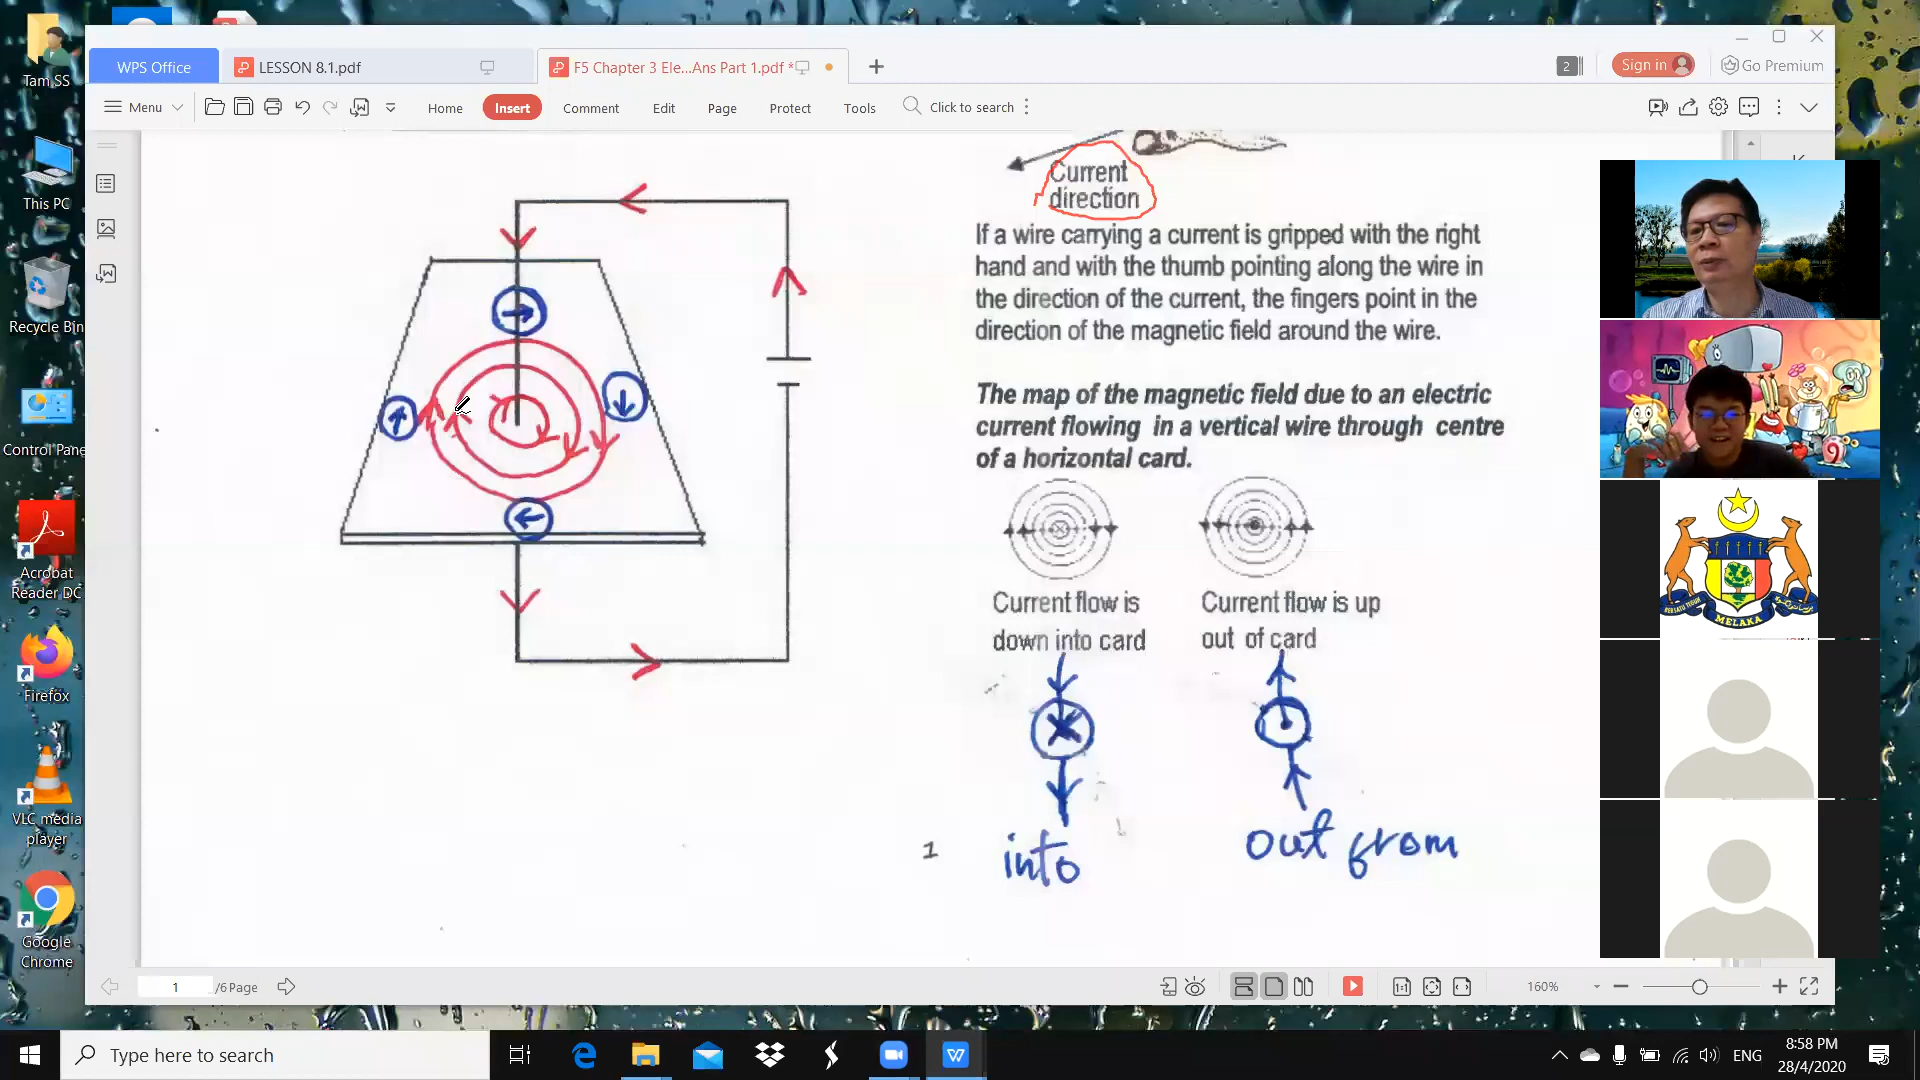 Tam SS
This PC
Recycle Bin
Control Pane
Acrobat
Reader DC
Firefox
VLC media
player
Google
Chrome
WPS Office
LESSON 8.1.pdf
F5 Chapter 3 Ele...Ans Part 1.pdf *
2
Sign in
Go Premium
Menu
Home
Insert
Comment
Edit
Page
Protect
Tools
Click to search
Current
direction
If a wire carrying a current is gripped with the right
hand and with the thumb pointing along the wire in
the direction of the current, the fingers point in the
direction of the magnetic field around the wire.
The map of the magnetic field due to an electric
current flowing in a vertical wire through centre
of a horizontal card.
Current flow is
down into card
Current flow is up
out of card
into
out from
1
MELAKA
1
/6 Page
160%
Type here to search
ENG
8:58 PM
28/4/2020